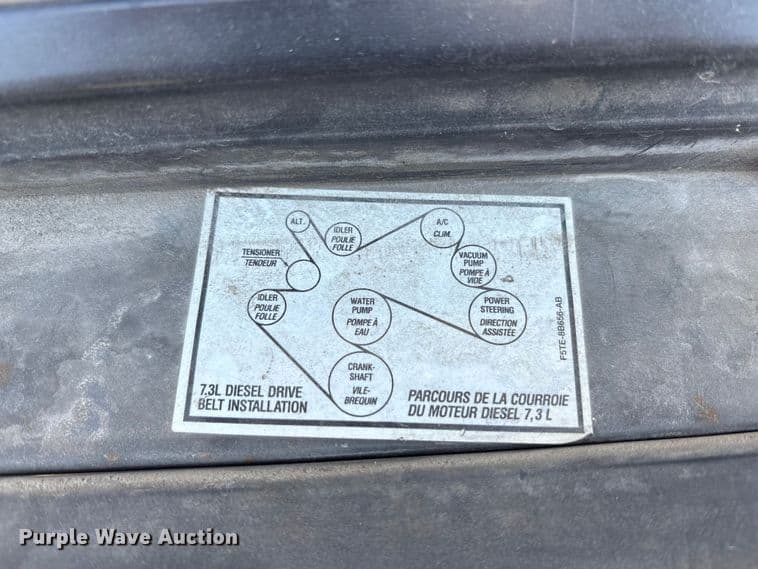 ALT.
IDLER
POULIE
FOLLE
A/C
CLIM.
TENSIONER
TENDEUR
VACUUM
PUMP
POMPE À
VIDE
IDLER
POULIE
FOLLE
WATER
PUMP
POMPE À
EAU
POWER
STEERING
DIRECTION
ASSISTÉE
F5TE-8B656-AB
CRANK-
SHAFT
VILE-
BREQUIN
7,3L DIESEL DRIVE
BELT INSTALLATION
PARCOURS DE LA COURROIE
DU MOTEUR DIESEL 7,3 L
Purple Wave Auction